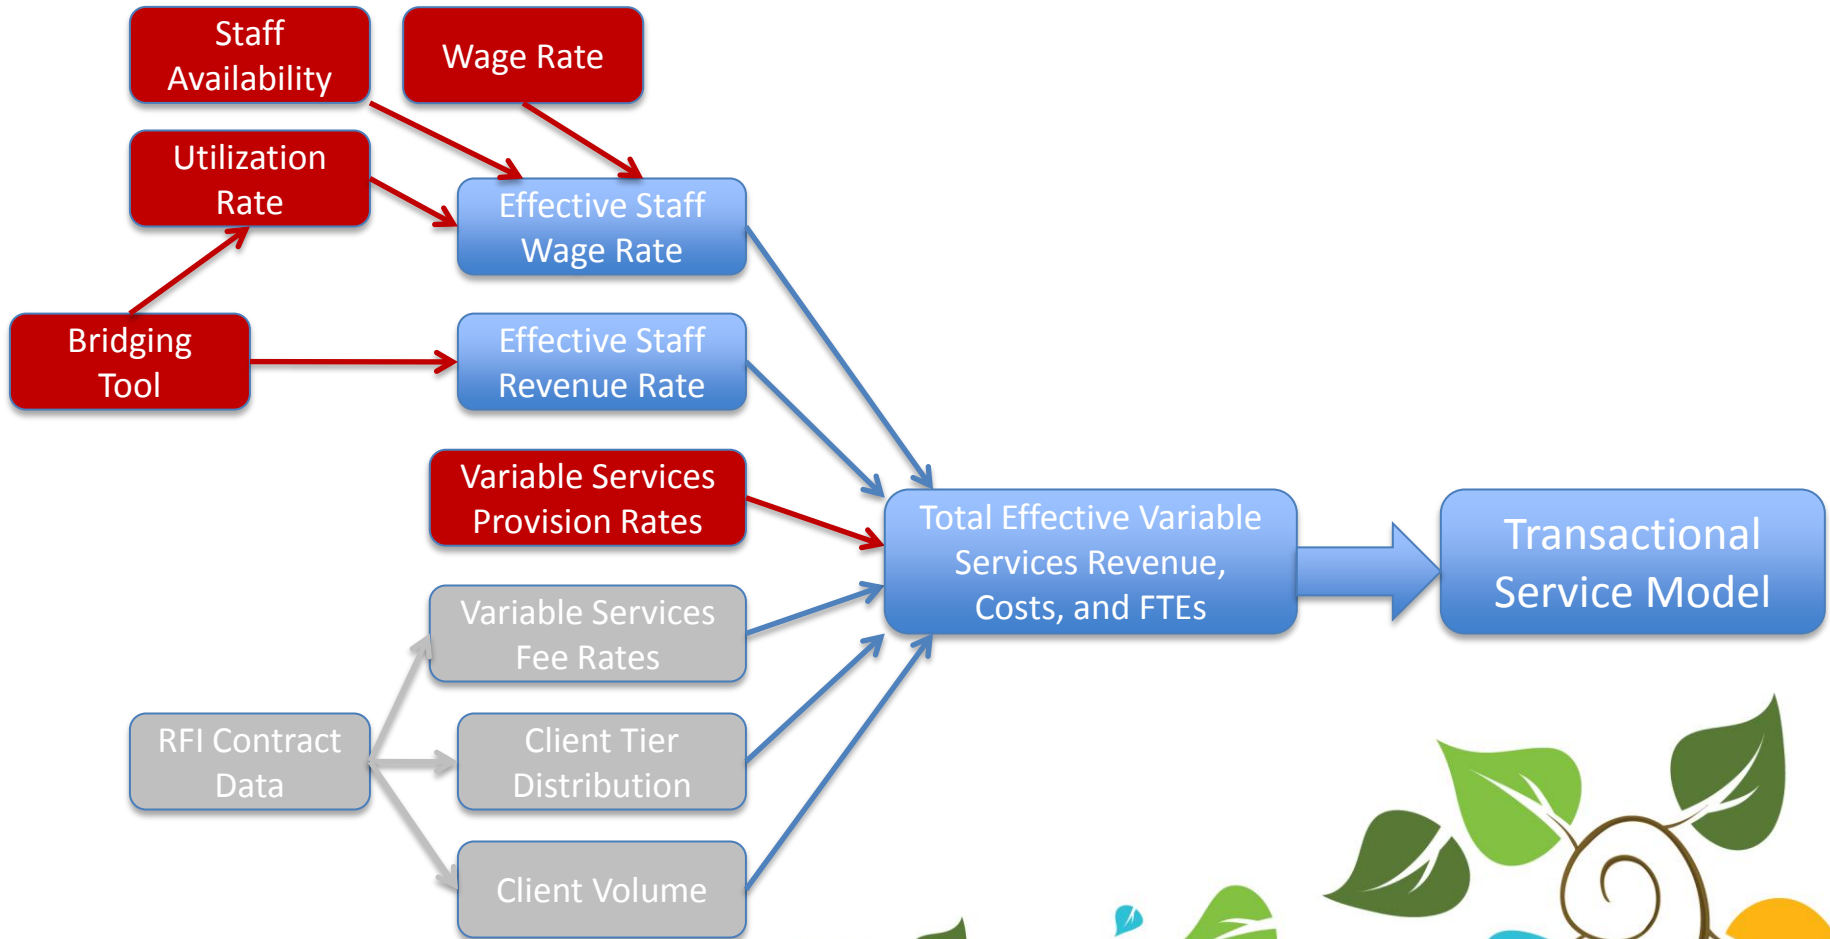 Staff
Availability
Wage Rate
Utilization
Rate
Effective Staff
Wage Rate
Bridging
Tool
Effective Staff
Revenue Rate
Variable Services
Provision Rates
Total Effective Variable
Services Revenue,
Costs, and FTEs
Transactional
Service Model
Variable Services
Fee Rates
RFI Contract
Data
Client Tier
Distribution
Client Volume